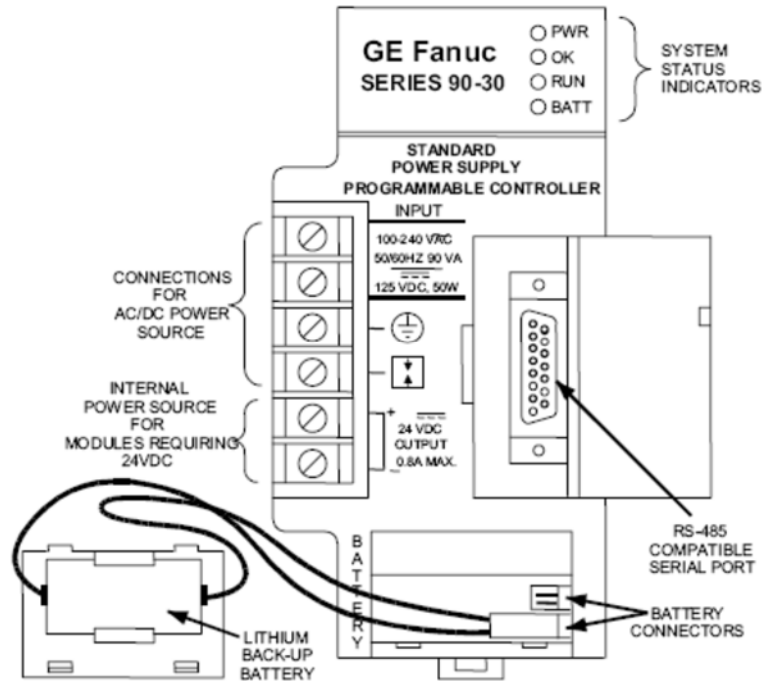 GE Fanuc
SERIES 90-30
PWR
OK
RUN
BATT
SYSTEM
STATUS
INDICATORS
STANDARD
POWER SUPPLY
PROGRAMMABLE CONTROLLER
INPUT
100-240 VAC
50/60HZ 90 VA
125 VDC, 50W
CONNECTIONS
FOR
AC/DC POWER
SOURCE
INTERNAL
POWER SOURCE
FOR
MODULES REQUIRING
24VDC
+
24 VDC
OUTPUT
0.8A MAX.
-
RS-485
COMPATIBLE
SERIAL PORT
BATTERY
BATTERY
CONNECTORS
LITHIUM
BACK-UP
BATTERY